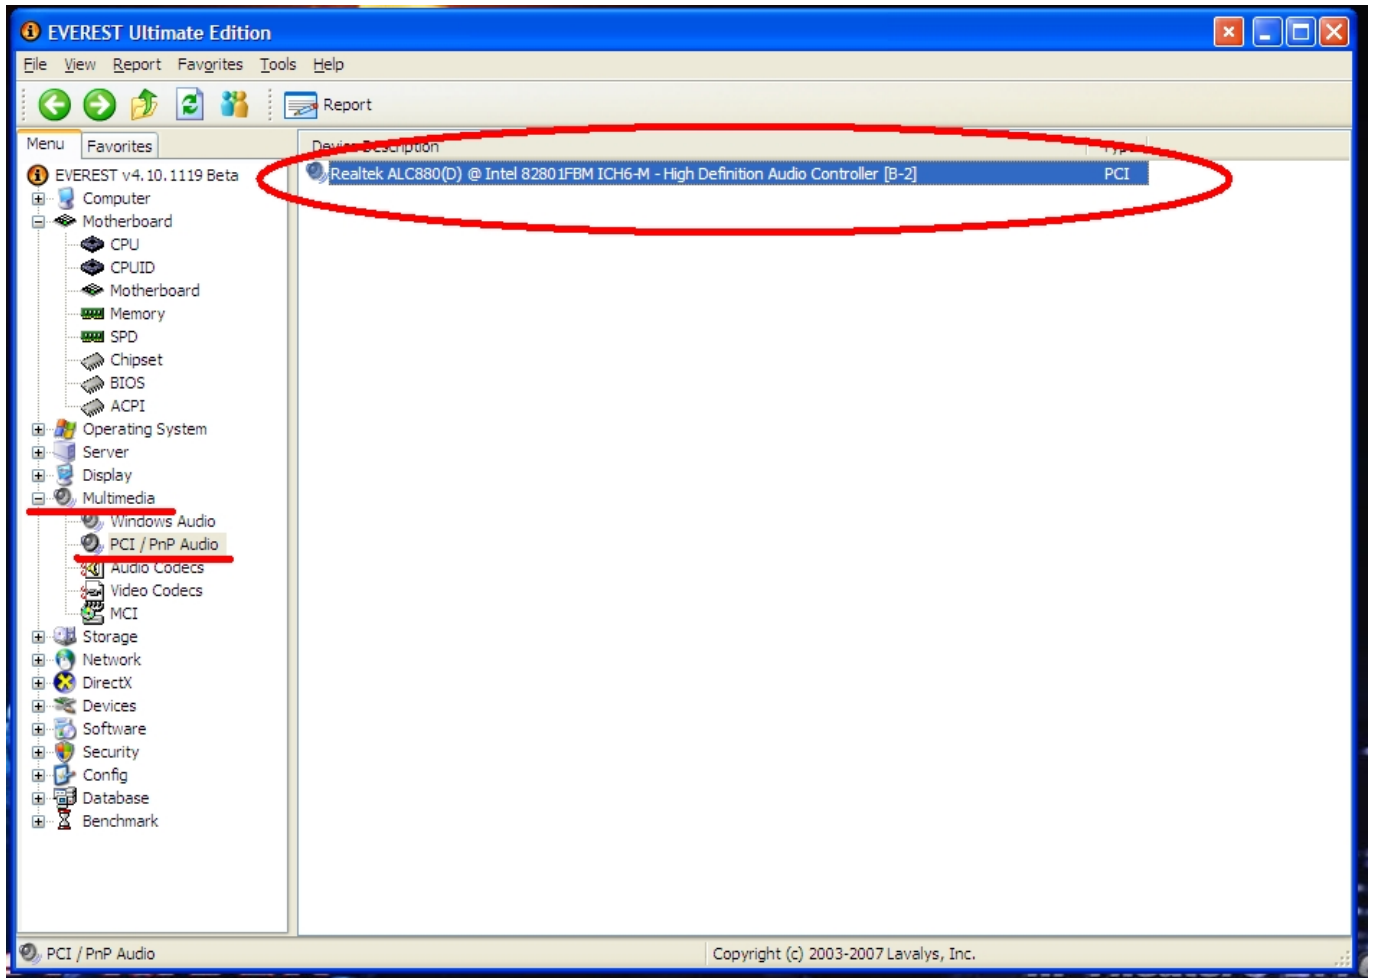 EVEREST Ultimate Edition
File View Report Favorites Tools Help
Report
Menu Favorites
Device Description Type
EVEREST v4.10.1119 Beta
Realtek ALC880(D) @ Intel 82801FBM ICH6-M - High Definition Audio Controller [B-2] PCI
Computer
Motherboard
CPU
CPUID
Motherboard
Memory
SPD
Chipset
BIOS
ACPI
Operating System
Server
Display
Multimedia
Windows Audio
PCI / PnP Audio
Audio Codecs
Video Codecs
MCI
Storage
Network
DirectX
Devices
Software
Security
Config
Database
Benchmark
PCI / PnP Audio Copyright (c) 2003-2007 Lavalys, Inc.